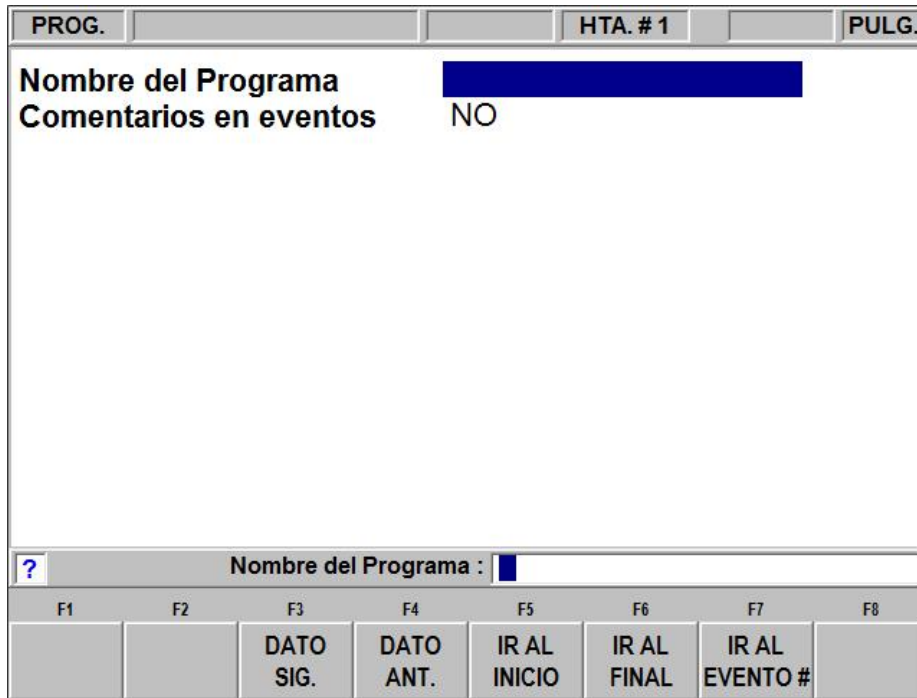 PROG. HTA. # 1 PULG.
Nombre del Programa
Comentarios en eventos NO
? Nombre del Programa :
F1 F2 F3 F4 F5 F6 F7 F8
DATO SIG. DATO ANT. IR AL INICIO IR AL FINAL IR AL EVENTO #